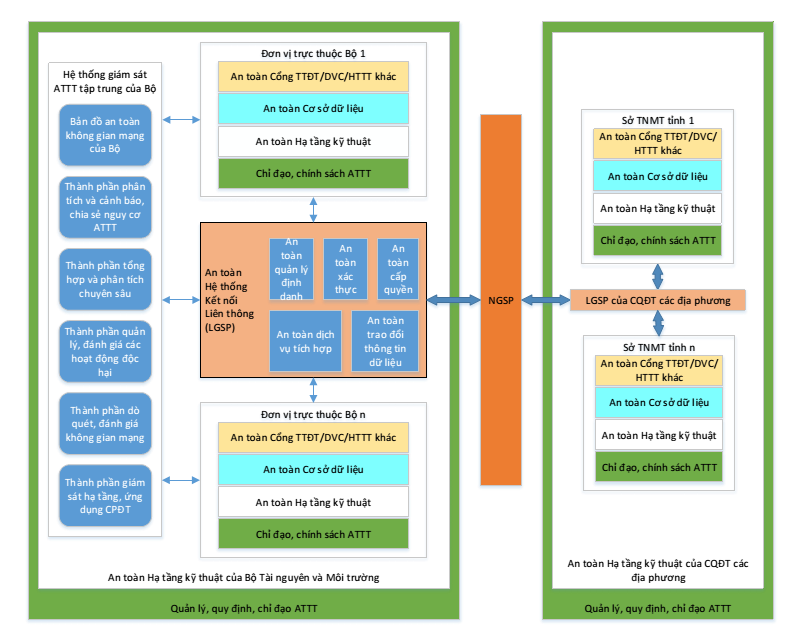 Hệ thống giám sát
ATTT tập trung của Bộ
Bản đồ an toàn
không gian mạng
của Bộ
Thành phần phân
tích và cảnh báo,
chia sẻ nguy cơ
ATTT
Thành phần tổng
hợp và phân tích
chuyên sâu
Thành phần quản
lý, đánh giá các
hoạt động độc
hại
Thành phần dò
quét, đánh giá
không gian mạng
Thành phần giám
sát hạ tầng, ứng
dụng CPĐT
Đơn vị trực thuộc Bộ 1
An toàn Cổng TTĐT/DVC/HTTT khác
An toàn Cơ sở dữ liệu
An toàn Hạ tầng kỹ thuật
Chỉ đạo, chính sách ATTT
An toàn
Hệ thống
Kết nối
Liên thông
(LGSP)
An
toàn
quản lý
định
danh
An
toàn
xác
thực
An
toàn
cấp
quyền
An toàn dịch
vụ tích hợp
An toàn
trao đổi
thông tin
dữ liệu
Đơn vị trực thuộc Bộ n
An toàn Cổng TTĐT/DVC/HTTT khác
An toàn Cơ sở dữ liệu
An toàn Hạ tầng kỹ thuật
Chỉ đạo, chính sách ATTT
An toàn Hạ tầng kỹ thuật của Bộ Tài nguyên và Môi trường
Quản lý, quy định, chỉ đạo ATTT
NGSP
Sở TNMT tỉnh 1
An toàn Cổng TTĐT/DVC/
HTTT khác
An toàn Cơ sở dữ liệu
An toàn Hạ tầng kỹ thuật
Chỉ đạo, chính sách ATTT
LGSP của CQĐT các địa phương
Sở TNMT tỉnh n
An toàn Cổng TTĐT/DVC/
HTTT khác
An toàn Cơ sở dữ liệu
An toàn Hạ tầng kỹ thuật
Chỉ đạo, chính sách ATTT
An toàn Hạ tầng kỹ thuật của CQĐT các
địa phương
Quản lý, quy định, chỉ đạo ATTT